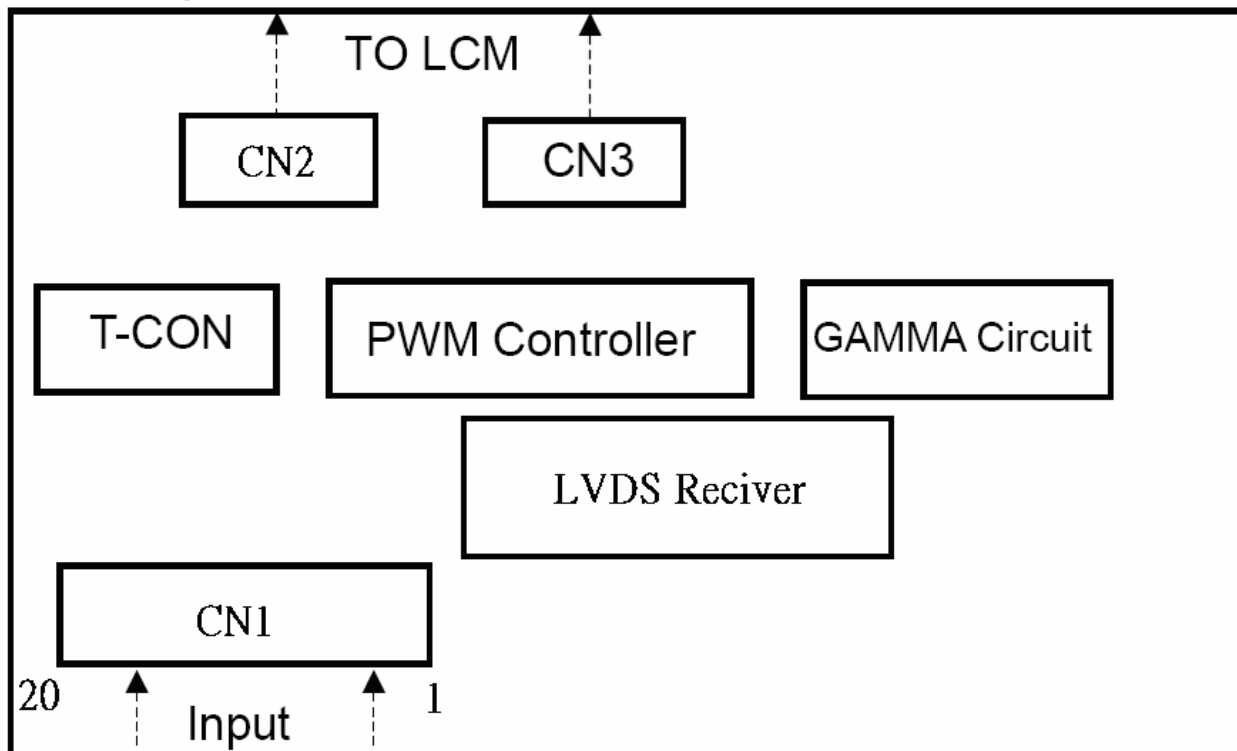 TO LCM
CN2
CN3
T-CON
PWM Controller
GAMMA Circuit
LVDS Reciver
CN1
20
1
Input